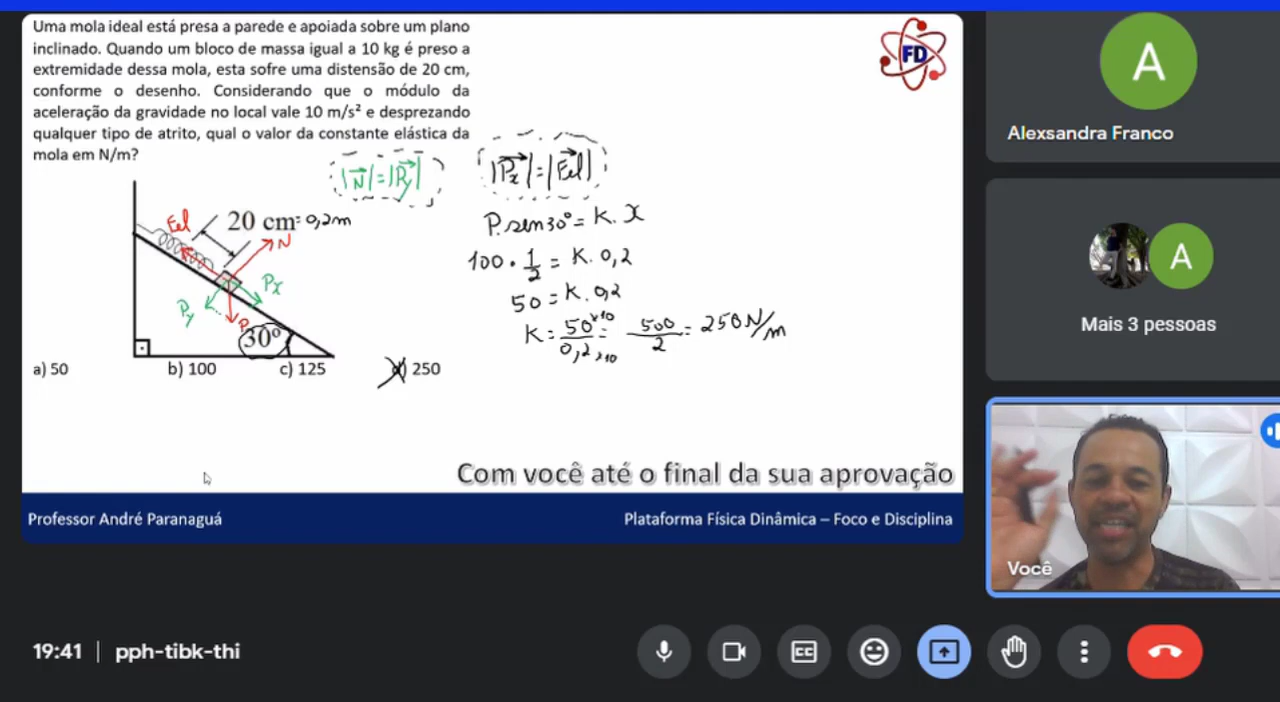 Uma mola ideal está presa a parede e apoiada sobre um plano
inclinado. Quando um bloco de massa igual a 10 kg é preso a
extremidade dessa mola, esta sofre uma distensão de 20 cm,
conforme o desenho. Considerando que o módulo da
aceleração da gravidade no local vale 10 m/s² e desprezando
qualquer tipo de atrito, qual o valor da constante elástica da
mola em N/m?
FD
|N|=|Py|
|Px|=|Fel|
P.sen30°=K.X
100.1/2=K.0,2
50=K.0,2
K=50×10/0,2×10=500/2=250N/m
Fel
20 cm=0,2m
N
Px
Py
P
30°
a) 50
b) 100
c) 125
250
Com você até o final da sua aprovação
Professor André Paranaguá
Plataforma Física Dinâmica – Foco e Disciplina
A
Alexsandra Franco
A
Mais 3 pessoas
Você
19:41 | pph-tibk-thi
CC